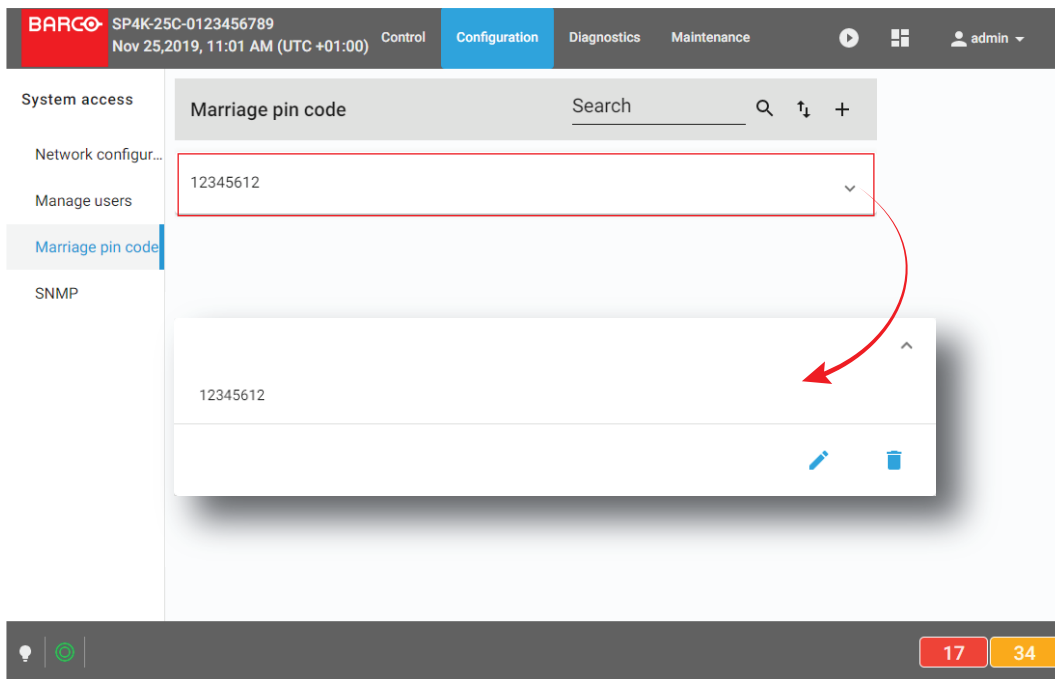 BARCO SP4K-25C-0123456789
Nov 25,2019, 11:01 AM (UTC +01:00)
Control Configuration Diagnostics Maintenance admin
System access
Network configur...
Manage users
Marriage pin code
SNMP
Marriage pin code Search
12345612
12345612
17 34